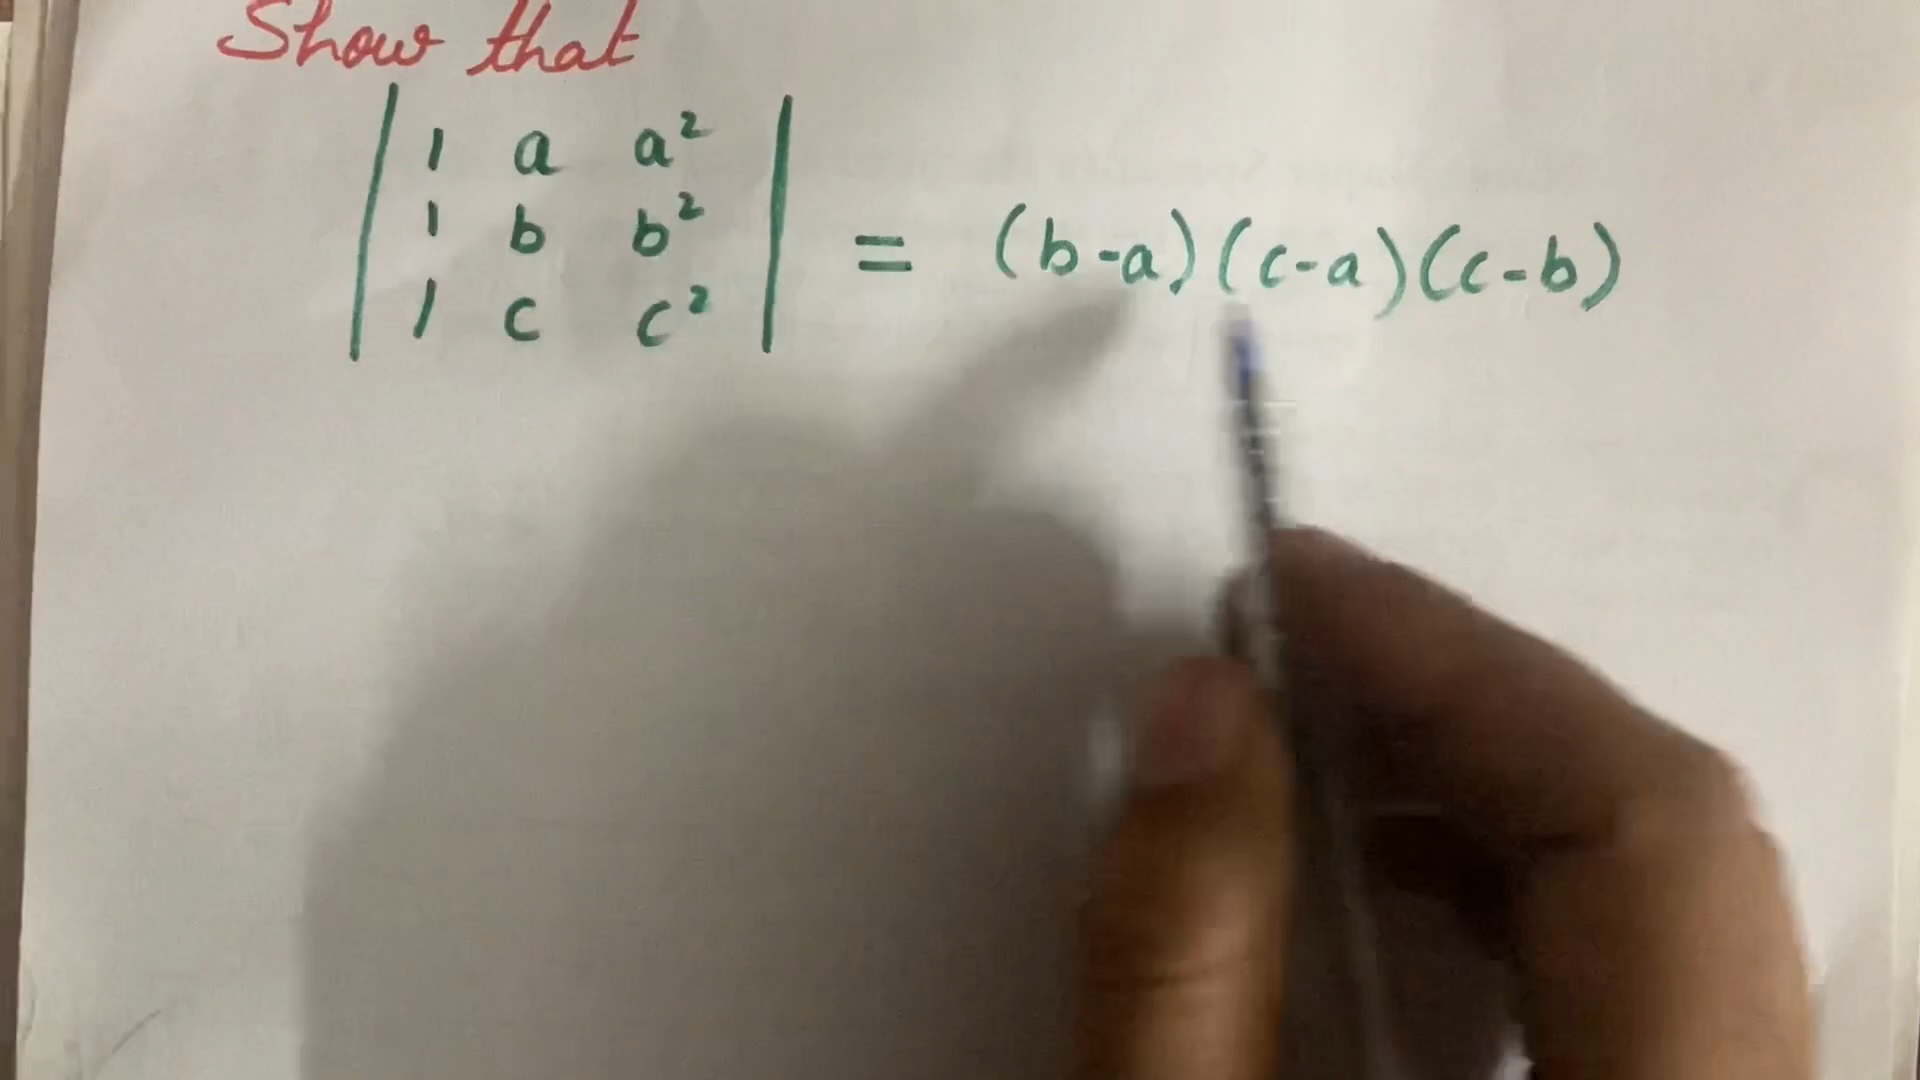 Show that
| 1 a a² |
| 1 b b² | = (b-a)(c-a)(c-b)
| 1 c c² |